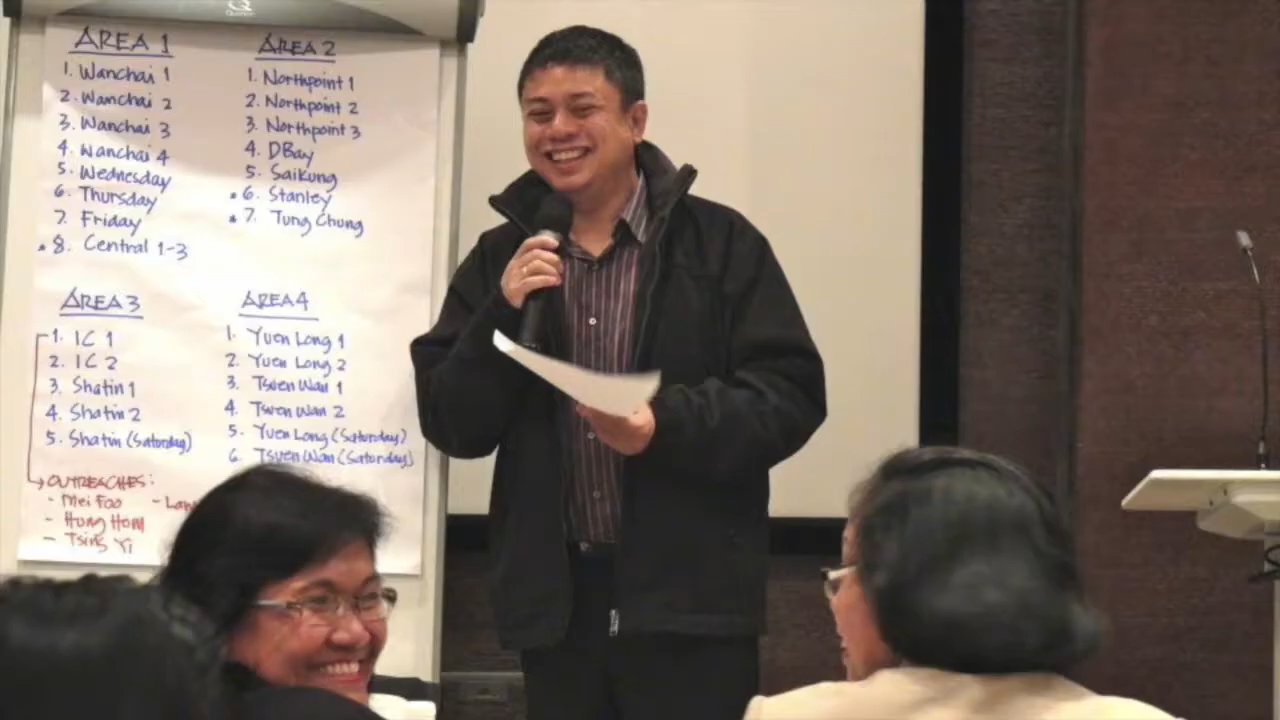 AREA 1
1. Wanchai 1
2. Wanchai 2
3. Wanchai 3
4. Wanchai 4
5. Wednesday
6. Thursday
7. Friday
* 8. Central 1-3
AREA 2
1. Northpoint 1
2. Northpoint 2
3. Northpoint 3
4. DBay
5. Saikung
* 6. Stanley
* 7. Tung Chung
AREA 3
1. IC 1
2. IC 2
3. Shatin 1
4. Shatin 2
5. Shatin (Saturday)
OUTREACHES:
- Mei Foo
- Hung Hom
- Tsing Yi
AREA 4
1. Yuen Long 1
2. Yuen Long 2
3. Tsuen Wan 1
4. Tsuen Wan 2
5. Yuen Long (Saturday)
6. Tsuen Wan (Saturday)